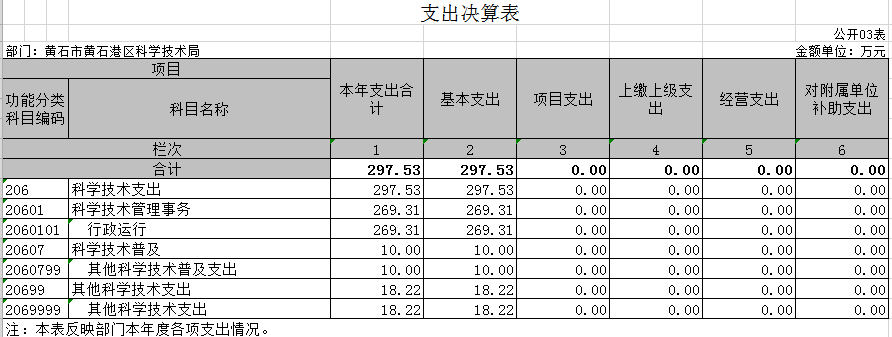 支出决算表
公开03表
部门：黄石市黄石港区科学技术局 金额单位：万元
项目 本年支出合计 基本支出 项目支出 上缴上级支出 经营支出 对附属单位补助支出
功能分类科目编码 科目名称
栏次 1 2 3 4 5 6
合计 297.53 297.53 0.00 0.00 0.00 0.00
206 科学技术支出 297.53 297.53 0.00 0.00 0.00 0.00
20601 科学技术管理事务 269.31 269.31 0.00 0.00 0.00 0.00
2060101 行政运行 269.31 269.31 0.00 0.00 0.00 0.00
20607 科学技术普及 10.00 10.00 0.00 0.00 0.00 0.00
2060799 其他科学技术普及支出 10.00 10.00 0.00 0.00 0.00 0.00
20699 其他科学技术支出 18.22 18.22 0.00 0.00 0.00 0.00
2069999 其他科学技术支出 18.22 18.22 0.00 0.00 0.00 0.00
注：本表反映部门本年度各项支出情况。